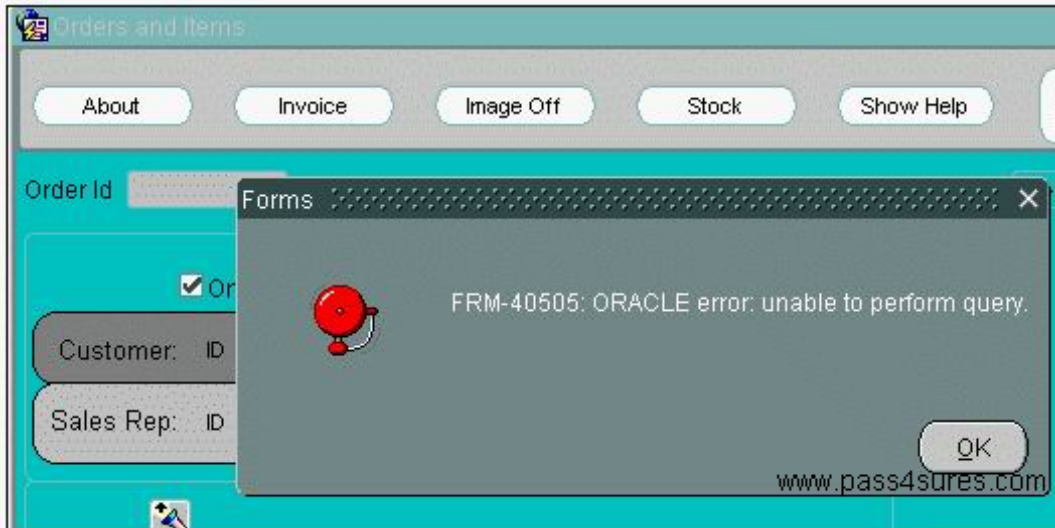 Orders and Items
About Invoice Image Off Stock Show Help
Order Id
Forms
FRM-40505: ORACLE error: unable to perform query.
Customer: ID
Sales Rep: ID
OK
www.pass4sures.com